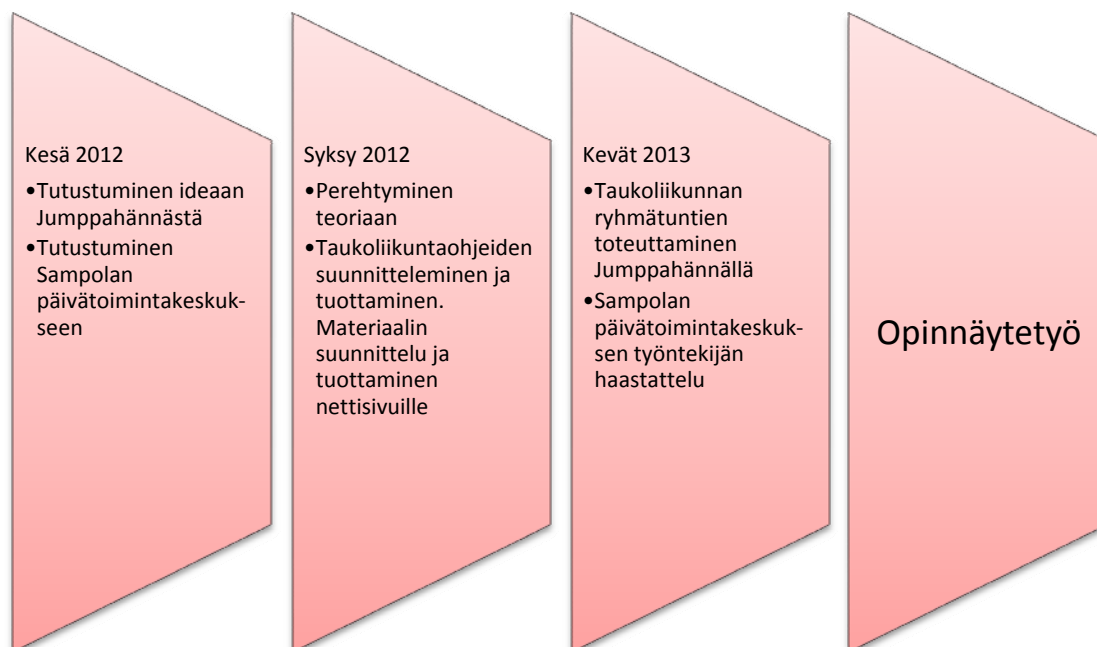 Kesä 2012
•Tutustuminen ideaan
Jumppahännästä
•Tutustuminen
Sampolan
päivätoimintakeskuk-
seen
Syksy 2012
•Perehtyminen
teoriaan
•Taukoliikuntaohjeiden
suunnitteleminen ja
tuottaminen.
Materiaalin
suunnittelu ja
tuottaminen
nettisivuille
Kevät 2013
•Taukoliikunnan
ryhmätuntien
toteuttaminen
Jumppahännällä
•Sampolan
päivätoimintakeskuk-
sen työntekijän
haastattelu
Opinnäytetyö